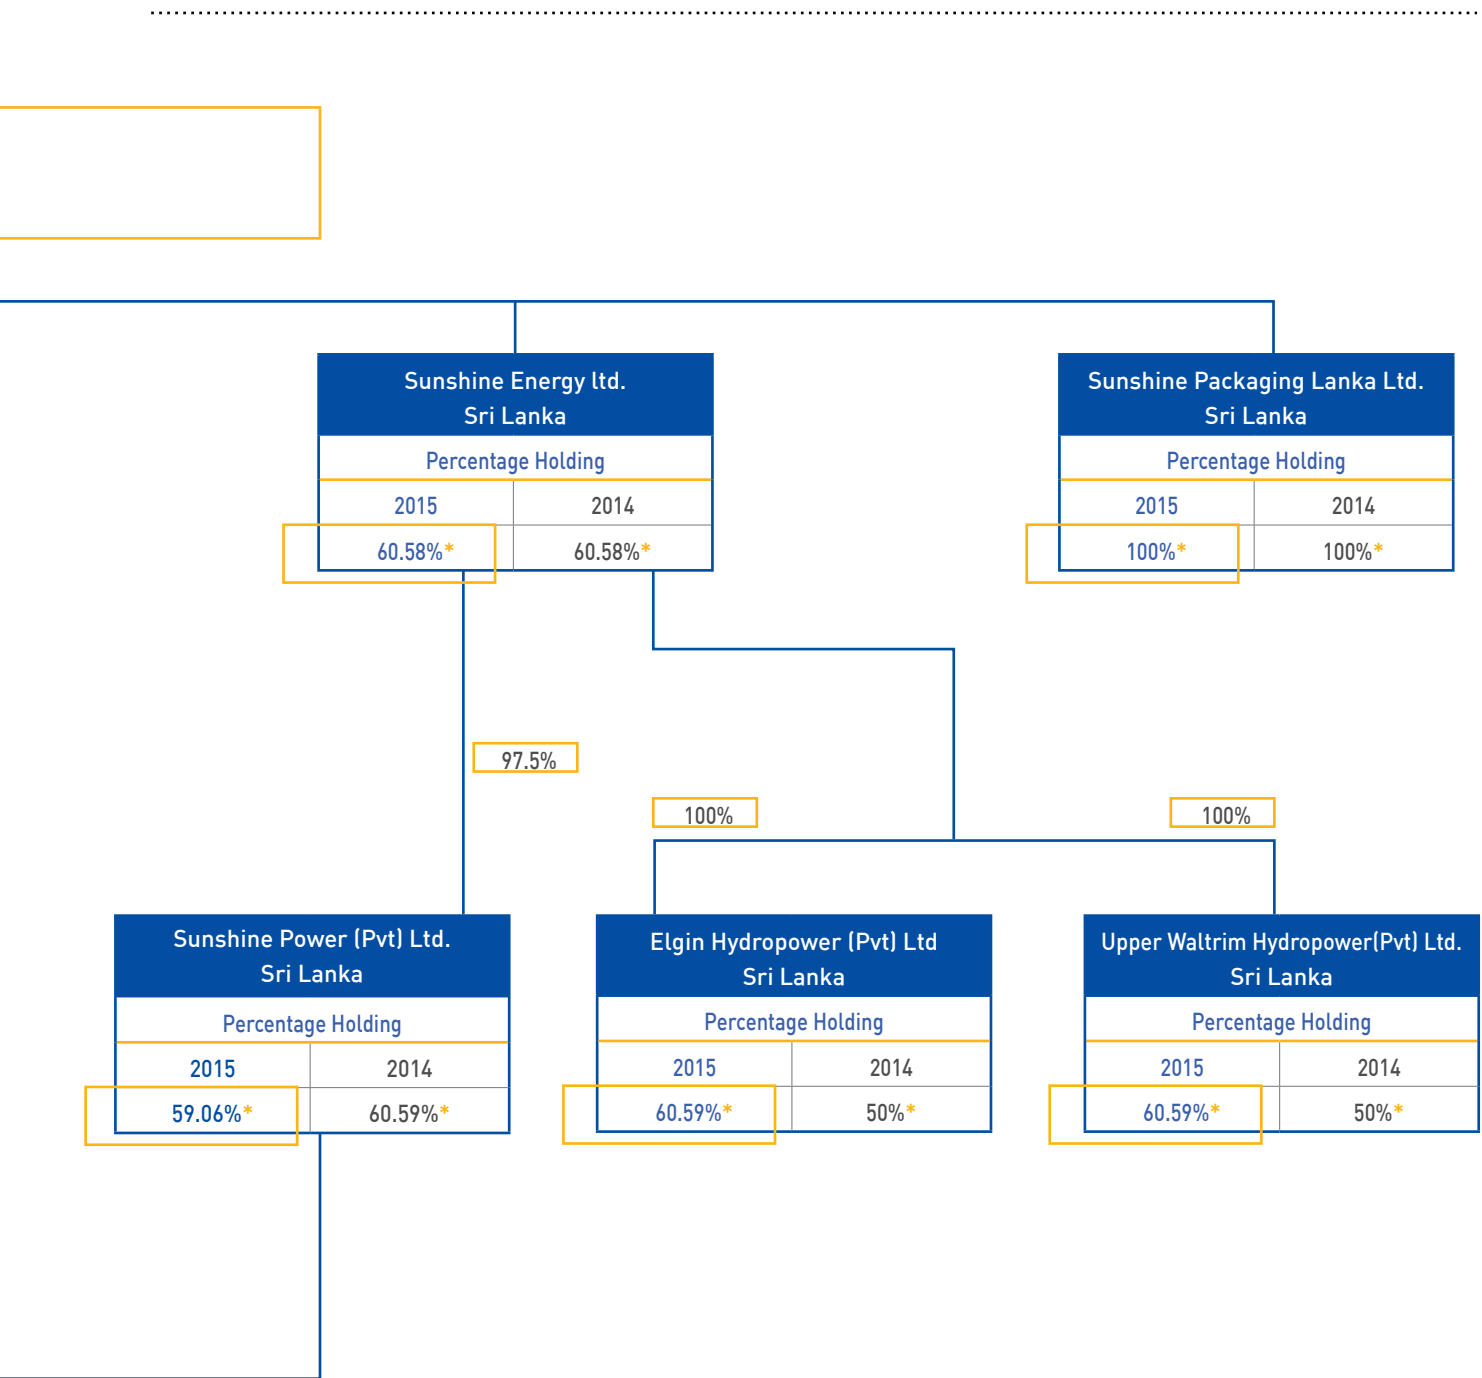 Sunshine Energy ltd.
Sri Lanka
Percentage Holding
2015 2014
60.58%* 60.58%*
Sunshine Packaging Lanka Ltd.
Sri Lanka
Percentage Holding
2015 2014
100%* 100%*
97.5%
100%
100%
Sunshine Power (Pvt) Ltd.
Sri Lanka
Percentage Holding
2015 2014
59.06%* 60.59%*
Elgin Hydropower (Pvt) Ltd
Sri Lanka
Percentage Holding
2015 2014
60.59%* 50%*
Upper Waltrim Hydropower(Pvt) Ltd.
Sri Lanka
Percentage Holding
2015 2014
60.59%* 50%*